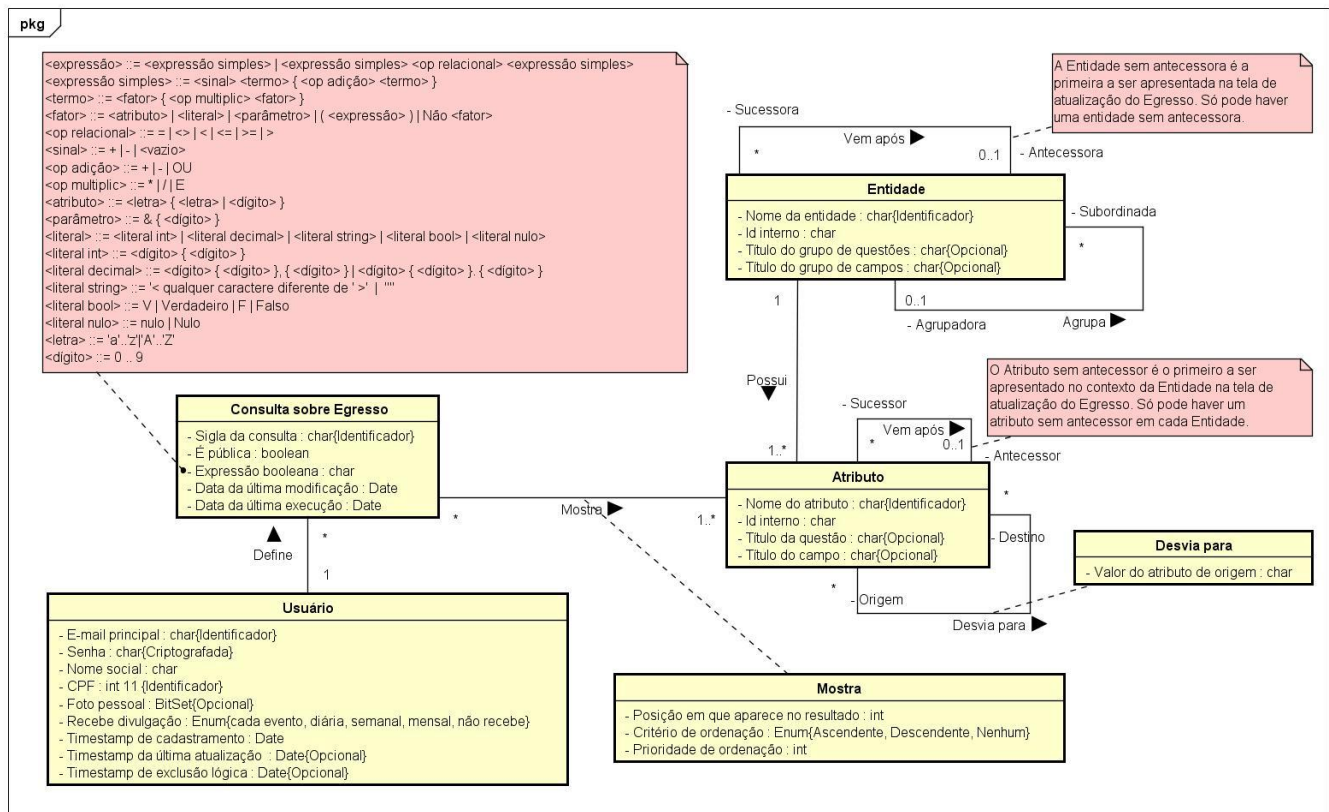 pkg
<expressão> ::= <expressão simples> | <expressão simples> <op relacional> <expressão simples>
<expressão simples> ::= <sinal> <termo> { <op adição> <termo> }
<termo> ::= <fator> { <op multiplic> <fator> }
<fator> ::= <atributo> | <literal> | <parâmetro> | ( <expressão> ) | Não <fator>
<op relacional> ::= = | <> | < | <= | >= | >
<sinal> ::= + | - | <vazio>
<op adição> ::= + | - | OU
<op multiplic> ::= * | / | E
<atributo> ::= <letra> { <letra> | <dígito> }
<parâmetro> ::= & { <dígito> }
<literal> ::= <literal int> | <literal decimal> | <literal string> | <literal bool> | <literal nulo>
<literal int> ::= <dígito> { <dígito> }
<literal decimal> ::= <dígito> { <dígito> }, { <dígito> } | <dígito> { <dígito> }. { <dígito> }
<literal string> ::= '< qualquer caractere diferente de ' >' | ''''
<literal bool> ::= V | Verdadeiro | F | Falso
<literal nulo> ::= nulo | Nulo
<letra> ::= 'a'..'z'|'A'..'Z'
<dígito> ::= 0 .. 9
A Entidade sem antecessora é a
primeira a ser apresentada na tela de
atualização do Egresso. Só pode haver
uma entidade sem antecessora.
- Sucessora
Vem após
*
0..1
- Antecessora
Entidade
- Nome da entidade : char{Identificador}
- Id interno : char
- Título do grupo de questões : char{Opcional}
- Título do grupo de campos : char{Opcional}
- Subordinada
*
1
0..1
- Agrupadora
Agrupa
Possui
1..*
O Atributo sem antecessor é o primeiro a ser
apresentado no contexto da Entidade na tela de
atualização do Egresso. Só pode haver um
atributo sem antecessor em cada Entidade.
- Sucessor
Vem após
*
0..1
- Antecessor
Consulta sobre Egresso
- Sigla da consulta : char{Identificador}
- É pública : boolean
- Expressão booleana : char
- Data da última modificação : Date
- Data da última execução : Date
*
Mostra
1..*
Atributo
- Nome do atributo : char{Identificador}
- Id interno : char
- Título da questão : char{Opcional}
- Título do campo : char{Opcional}
*
- Destino
*
- Origem
Desvia para
Desvia para
- Valor do atributo de origem : char
*
Define
1
Usuário
- E-mail principal : char{Identificador}
- Senha : char{Criptografada}
- Nome social : char
- CPF : int 11 {Identificador}
- Foto pessoal : BitSet{Opcional}
- Recebe divulgação : Enum{cada evento, diária, semanal, mensal, não recebe}
- Timestamp de cadastramento : Date
- Timestamp da última atualização : Date{Opcional}
- Timestamp de exclusão lógica : Date{Opcional}
Mostra
- Posição em que aparece no resultado : int
- Critério de ordenação : Enum{Ascendente, Descendente, Nenhum}
- Prioridade de ordenação : int